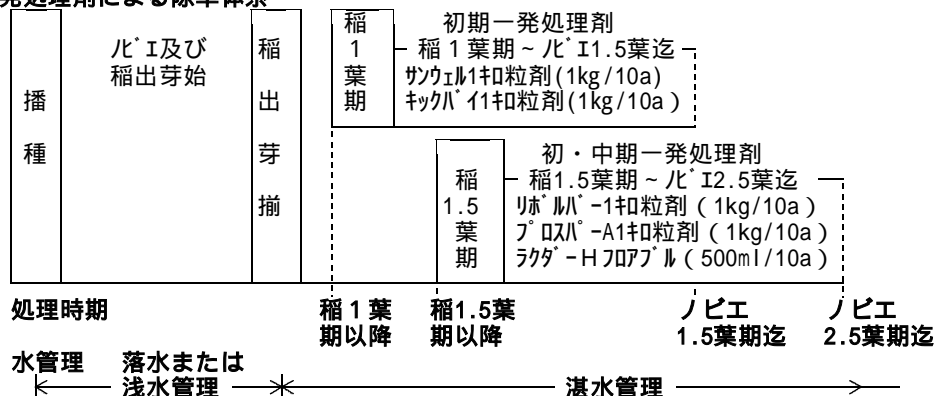 発処理剤による除草体系
播種
ﾉﾋﾞｴ及び
稲出芽始
稲出芽揃
稲1葉期
初期一発処理剤
稲１葉期~ﾉﾋﾞｴ1.5葉迄
ｻﾝｳｪﾙ1ｷﾛ粒剤(1kg/10a)
ｷｯｸﾊﾞｲ1ｷﾛ粒剤(1kg/10a)
稲1.5葉期
初・中期一発処理剤
稲1.5葉期~ﾉﾋﾞｴ2.5葉迄
ﾘﾎﾞﾙﾊﾞｰ1ｷﾛ粒剤(1kg/10a)
ﾌﾟﾛｽﾊﾟｰA1ｷﾛ粒剤(1kg/10a)
ﾗｸﾀﾞｰHﾌﾛｱﾌﾞﾙ(500ml/10a)
処理時期
稲１葉
期以降
稲1.5葉
期以降
ノビエ
1.5葉期迄
ノビエ
2.5葉期迄
水管理
落水または
浅水管理
湛水管理